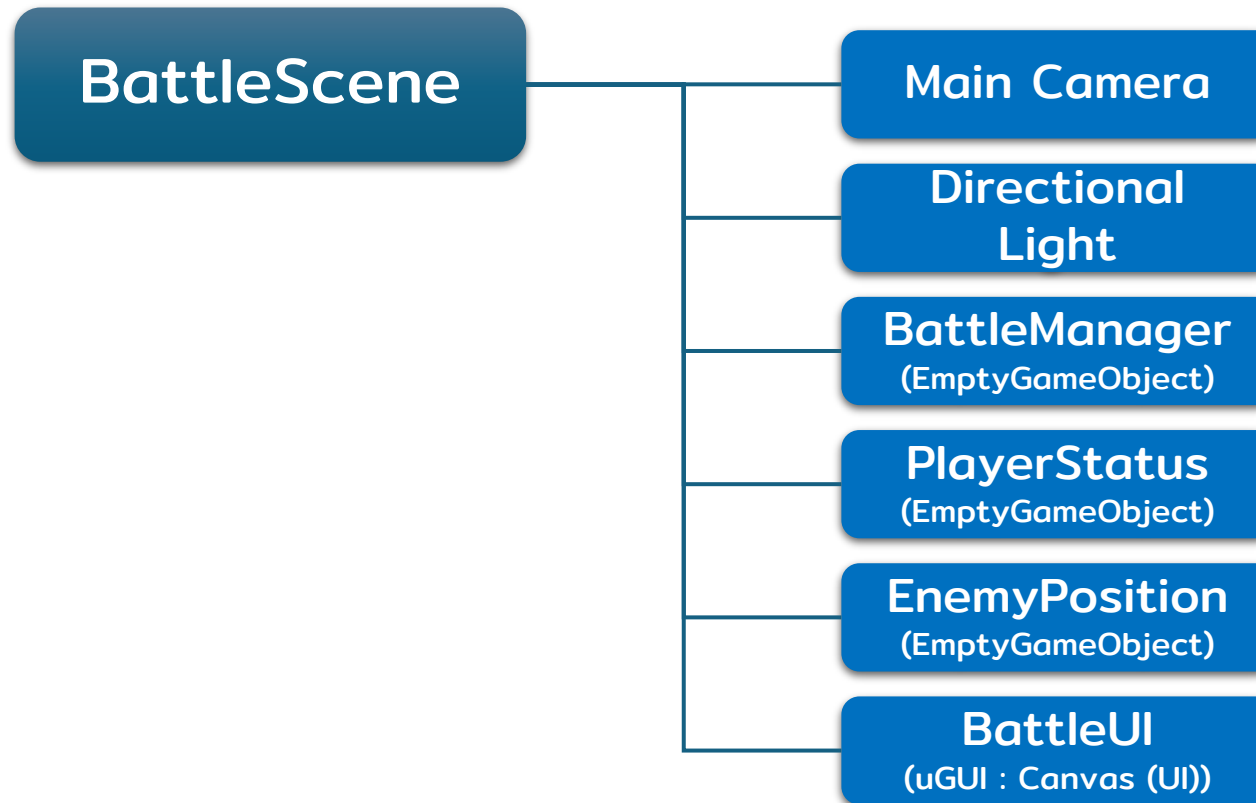 BattleScene
Main Camera
Directional
Light
BattleManager
(EmptyGameObject)
PlayerStatus
(EmptyGameObject)
EnemyPosition
(EmptyGameObject)
BattleUI
(uGUI : Canvas (UI))